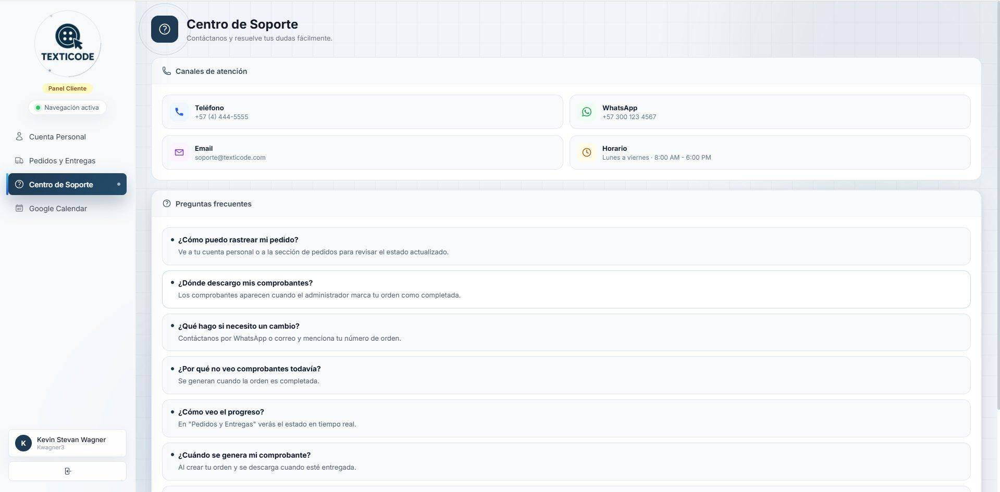 TEXTICODE
Panel Cliente
Navegación activa
Cuenta Personal
Pedidos y Entregas
Centro de Soporte
Google Calendar
K
Kevin Stevan Wagner
Kwagner3
Centro de Soporte
Contáctanos y resuelve tus dudas fácilmente.
Canales de atención
Teléfono
+57 (4) 444-5555
WhatsApp
+57 300 123 4567
Email
soporte@texticode.com
Horario
Lunes a viernes · 8:00 AM - 6:00 PM
Preguntas frecuentes
¿Cómo puedo rastrear mi pedido?
Ve a tu cuenta personal o a la sección de pedidos para revisar el estado actualizado.
¿Dónde descargo mis comprobantes?
Los comprobantes aparecen cuando el administrador marca tu orden como completada.
¿Qué hago si necesito un cambio?
Contáctanos por WhatsApp o correo y menciona tu número de orden.
¿Por qué no veo comprobantes todavía?
Se generan cuando la orden es completada.
¿Cómo veo el progreso?
En "Pedidos y Entregas" verás el estado en tiempo real.
¿Cuándo se genera mi comprobante?
Al crear tu orden y se descarga cuando esté entregada.